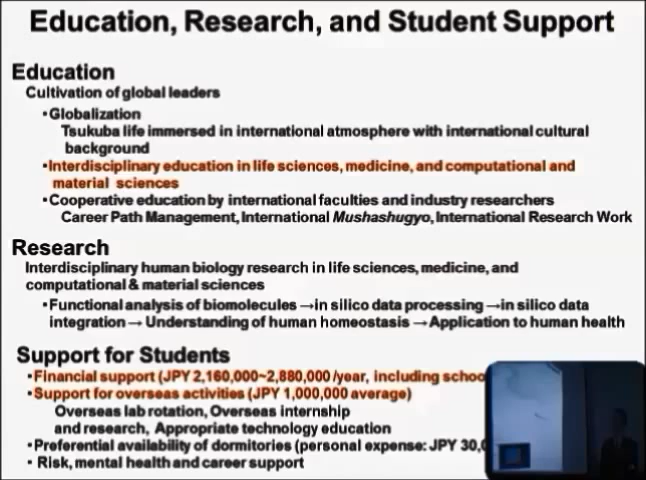 Education, Research, and Student Support
Education
Cultivation of global leaders
•Globalization
Tsukuba life immersed in international atmosphere with international cultural
background
•Interdisciplinary education in life sciences, medicine, and computational and
material sciences
•Cooperative education by international faculties and industry researchers
Career Path Management, International Mushashugyo, International Research Work
Research
Interdisciplinary human biology research in life sciences, medicine, and
computational & material sciences
•Functional analysis of biomolecules →in silico data processing →in silico data
integration → Understanding of human homeostasis →Application to human health
Support for Students
•Financial support (JPY 2,160,000~2,880,000 /year, including
•Support for overseas activities (JPY 1,000,000 average)
Overseas lab rotation, Overseas internship
and research, Appropriate technology education
•Preferential availability of dormitories (personal expense: JPY
• Risk, mental health and career support